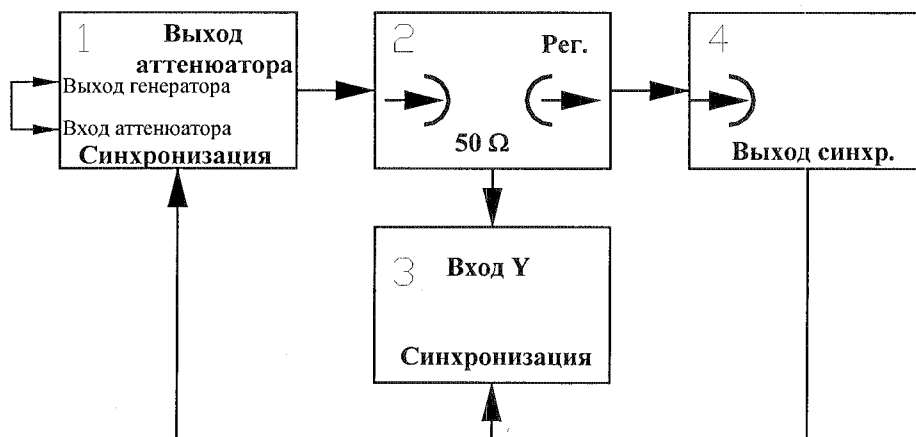 1
Выход
аттенюатора
Выход генератора
Вход аттенюатора
Синхронизация
2
Рег.
50 Ω
4
Выход синхр.
3
Вход Y
Синхронизация